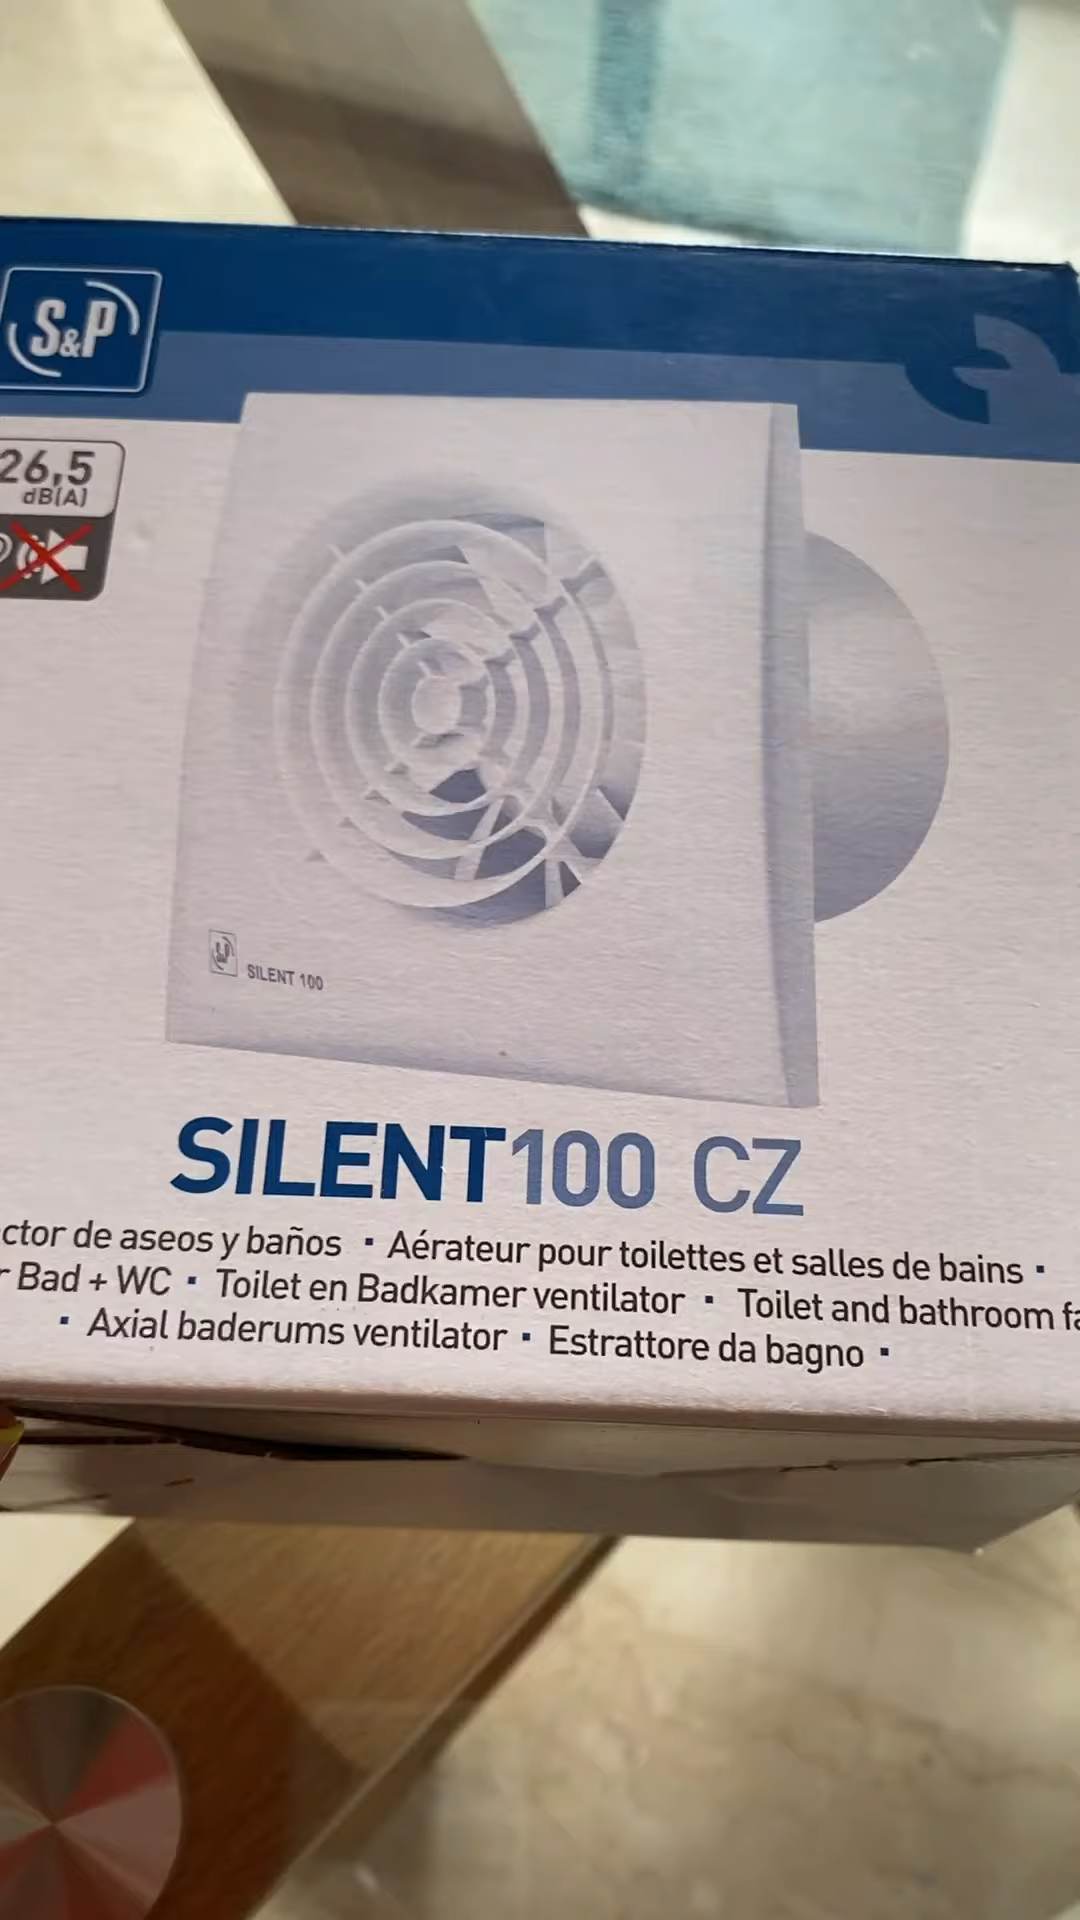 S&P
26,5
dB(A)
S&P SILENT 100
SILENT100 CZ
de aseos y baños ▪ Aérateur pour toilettes et salles de bains ▪
Bad + WC ▪ Toilet en Badkamer ventilator ▪ Toilet and bathroom
▪ Axial baderums ventilator ▪ Estrattore da bagno ▪